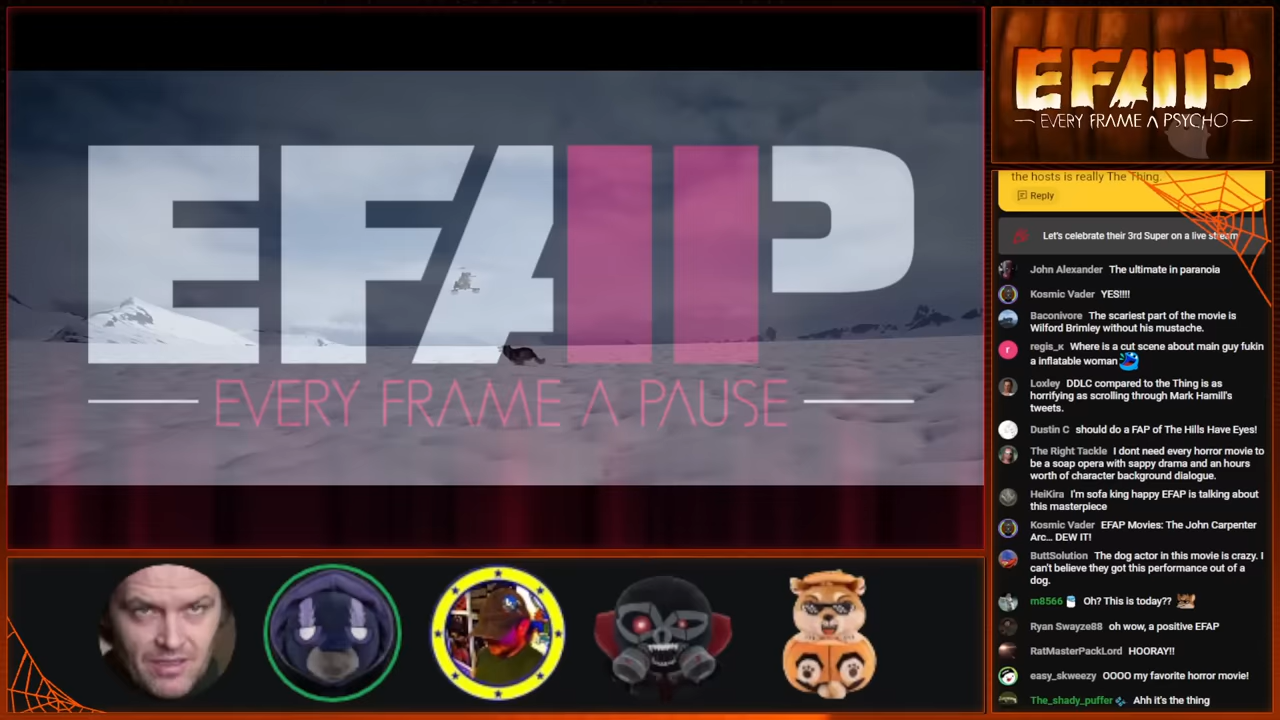 EFAP
EVERY FRAME A PAUSE
EFAP
EVERY FRAME A PSYCHO
the hosts is really The Thing.
Reply
Let's celebrate their 3rd Super on a live stream
John Alexander The ultimate in paranoia
Kosmic Vader YES!!!!
Baconivore The scariest part of the movie is
Wilford Brimley without his mustache.
regis_к Where is a cut scene about main guy fukin
a inflatable woman
Loxley DDLC compared to the Thing is as
horrifying as scrolling through Mark Hamill's
tweets.
Dustin C should do a FAP of The Hills Have Eyes!
The Right Tackle I dont need every horror movie to
be a soap opera with sappy drama and an hours
worth of character background dialogue.
HeiKira I'm sofa king happy EFAP is talking about
this masterpiece
Kosmic Vader EFAP Movies: The John Carpenter
Arc... DEW IT!
ButtSolution The dog actor in this movie is crazy. I
can't believe they got this performance out of a
dog.
m8566 Oh? This is today??
Ryan Swayze88 oh wow, a positive EFAP
RatMasterPackLord HOORAY!!
easy_skweezy OOOO my favorite horror movie!
The_shady_puffer Ahh it's the thing